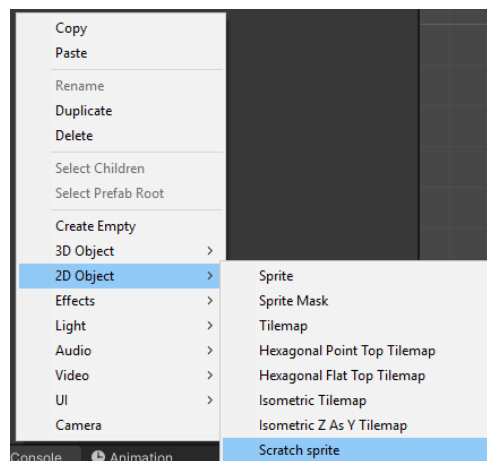 Copy
Paste
Rename
Duplicate
Delete
Select Children
Select Prefab Root
Create Empty
3D Object
2D Object
Effects
Light
Audio
Video
UI
Camera
Sprite
Sprite Mask
Tilemap
Hexagonal Point Top Tilemap
Hexagonal Flat Top Tilemap
Isometric Tilemap
Isometric Z As Y Tilemap
Scratch sprite
Console Animation